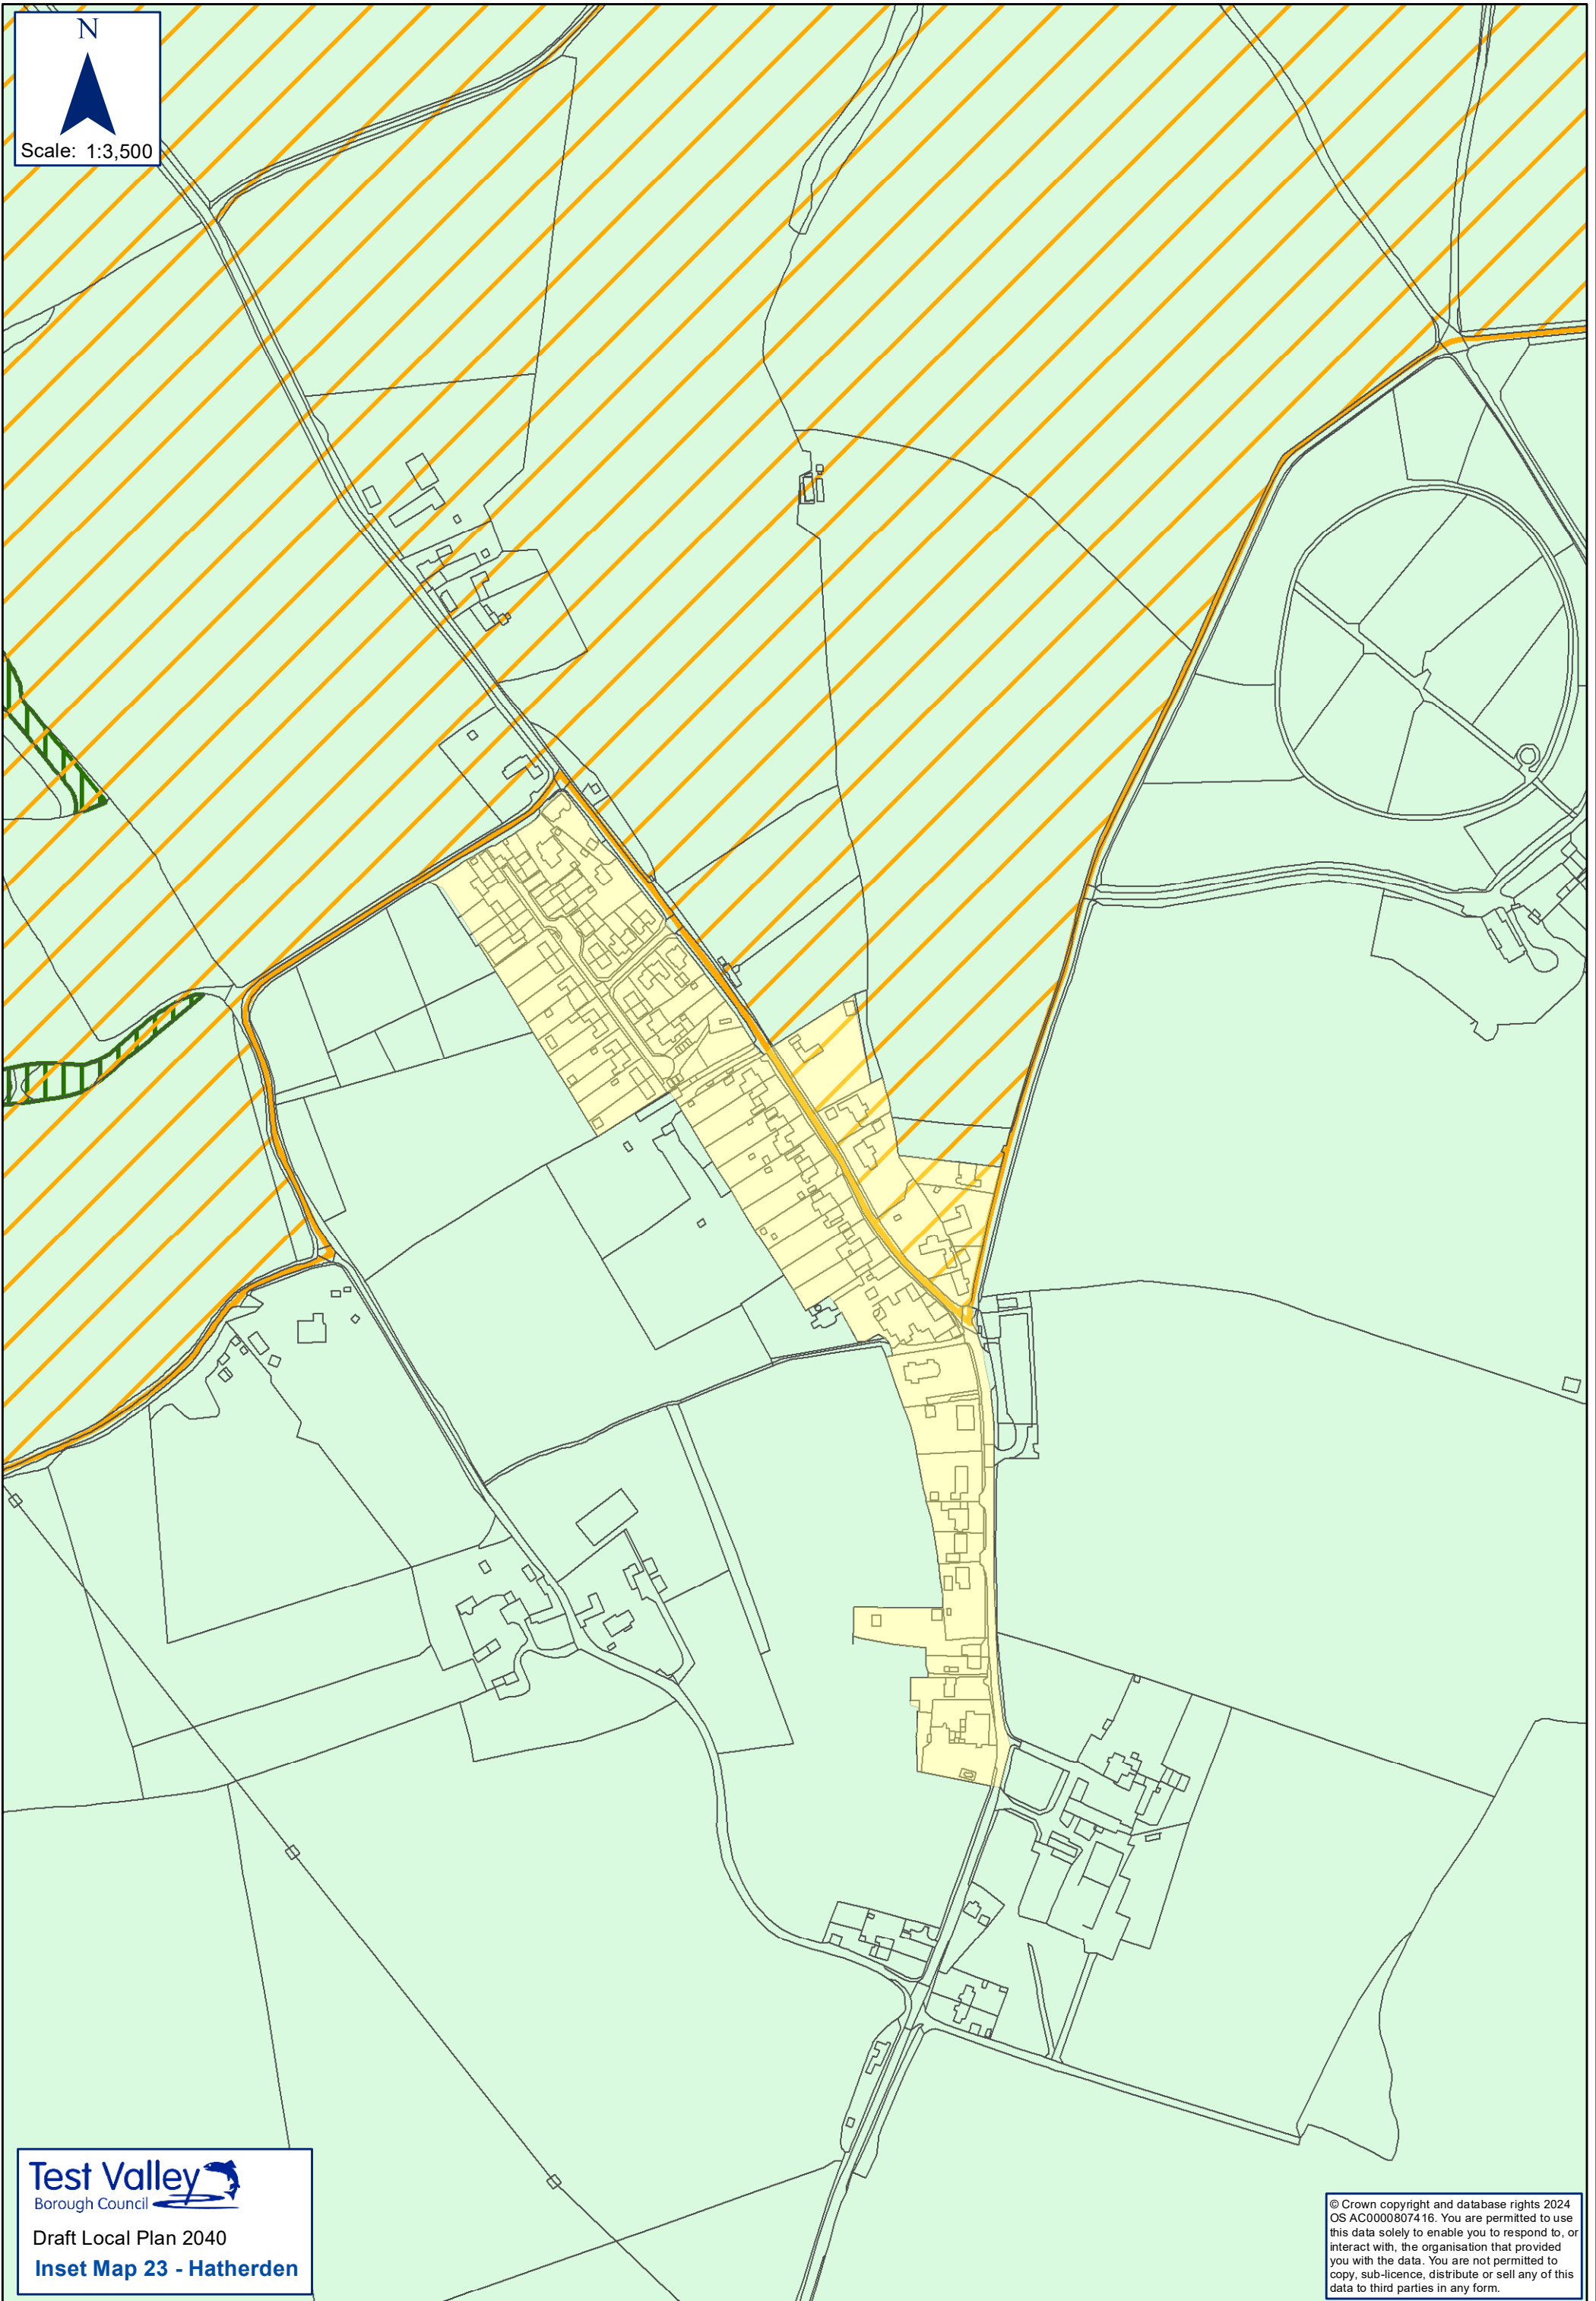 N
Scale: 1:3,500
Test Valley
Borough Council
Draft Local Plan 2040
Inset Map 23 - Hatherden
© Crown copyright and database rights 2024
OS AC0000807416. You are permitted to use
this data solely to enable you to respond to, or
interact with, the organisation that provided
you with the data. You are not permitted to
copy, sub-licence, distribute or sell any of this
data to third parties in any form.